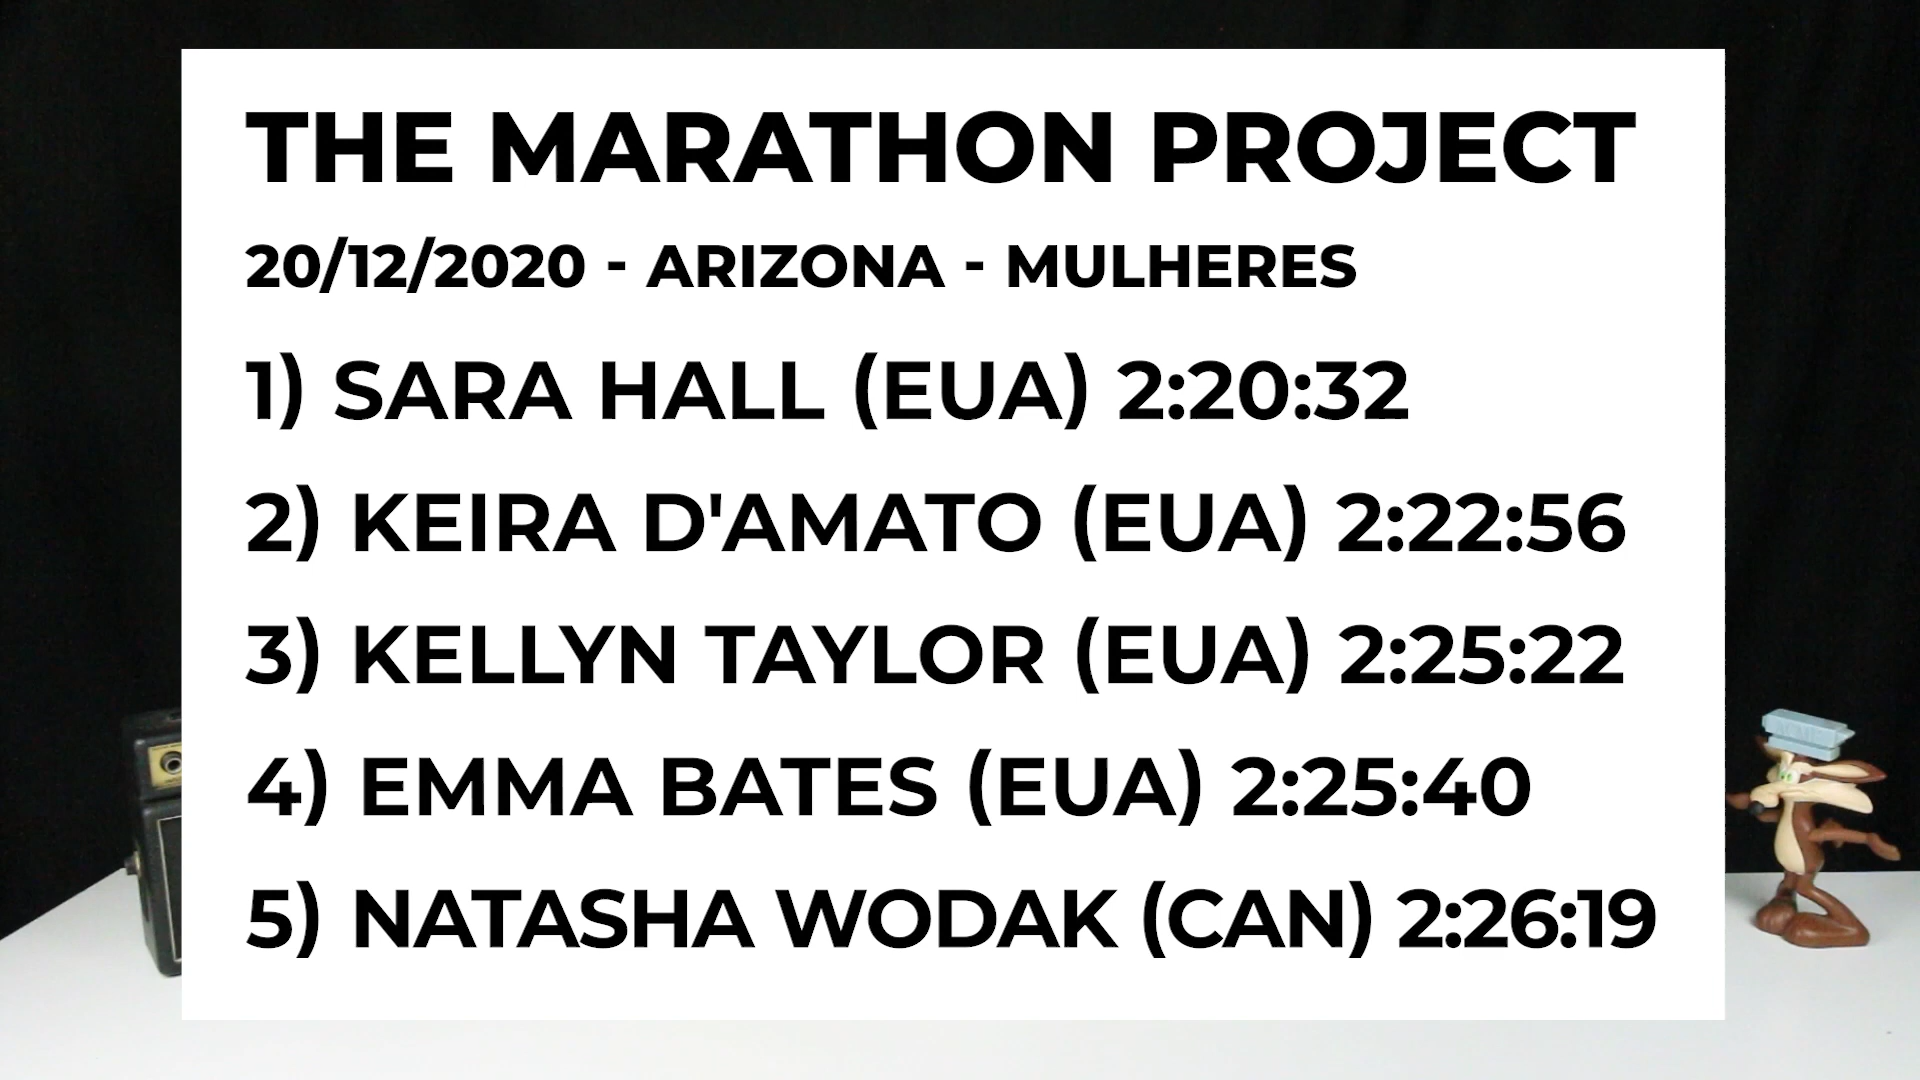 THE MARATHON PROJECT
20/12/2020 - ARIZONA - MULHERES
1) SARA HALL (EUA) 2:20:32
2) KEIRA D'AMATO (EUA) 2:22:56
3) KELLYN TAYLOR (EUA) 2:25:22
4) EMMA BATES (EUA) 2:25:40
5) NATASHA WODAK (CAN) 2:26:19